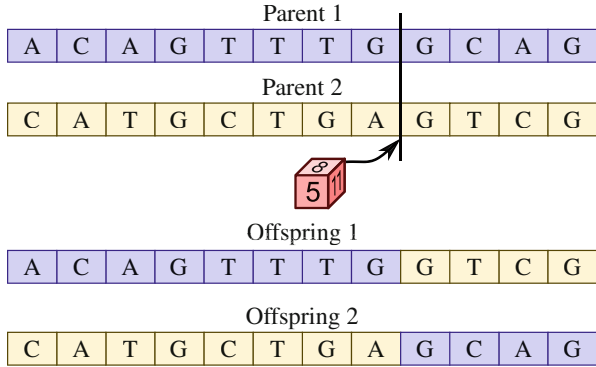 Parent 1
A C A G T T T G G C A G
Parent 2
C A T G C T G A G T C G
8
5 11
Offspring 1
A C A G T T T G G T C G
Offspring 2
C A T G C T G A G C A G